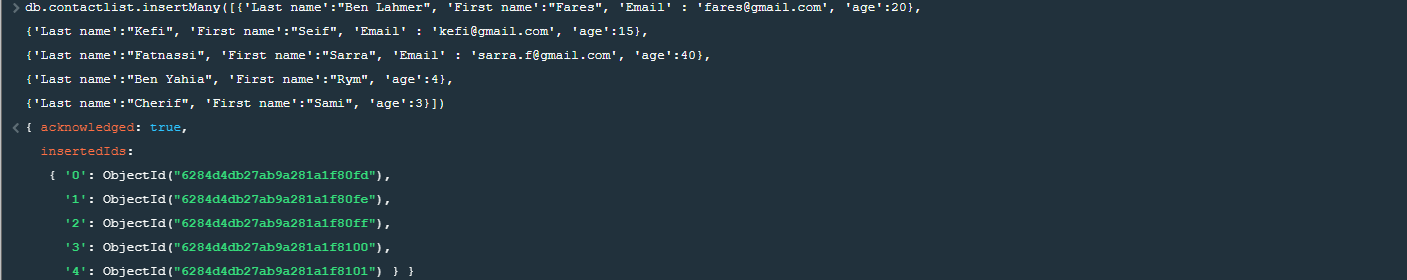 > db.contactlist.insertMany([{'Last name':"Ben Lahmer", 'First name':"Fares", 'Email' : 'fares@gmail.com', 'age':20},
{'Last name':"Kefi", 'First name':"Seif", 'Email' : 'kefi@gmail.com', 'age':15},
{'Last name':"Fatnassi", 'First name':"Sarra", 'Email' : 'sarra.f@gmail.com', 'age':40},
{'Last name':"Ben Yahia", 'First name':"Rym", 'age':4},
{'Last name':"Cherif", 'First name':"Sami", 'age':3}])
< { acknowledged: true,
insertedIds:
{ '0': ObjectId("6284d4db27ab9a281a1f80fd"),
'1': ObjectId("6284d4db27ab9a281a1f80fe"),
'2': ObjectId("6284d4db27ab9a281a1f80ff"),
'3': ObjectId("6284d4db27ab9a281a1f8100"),
'4': ObjectId("6284d4db27ab9a281a1f8101") } }